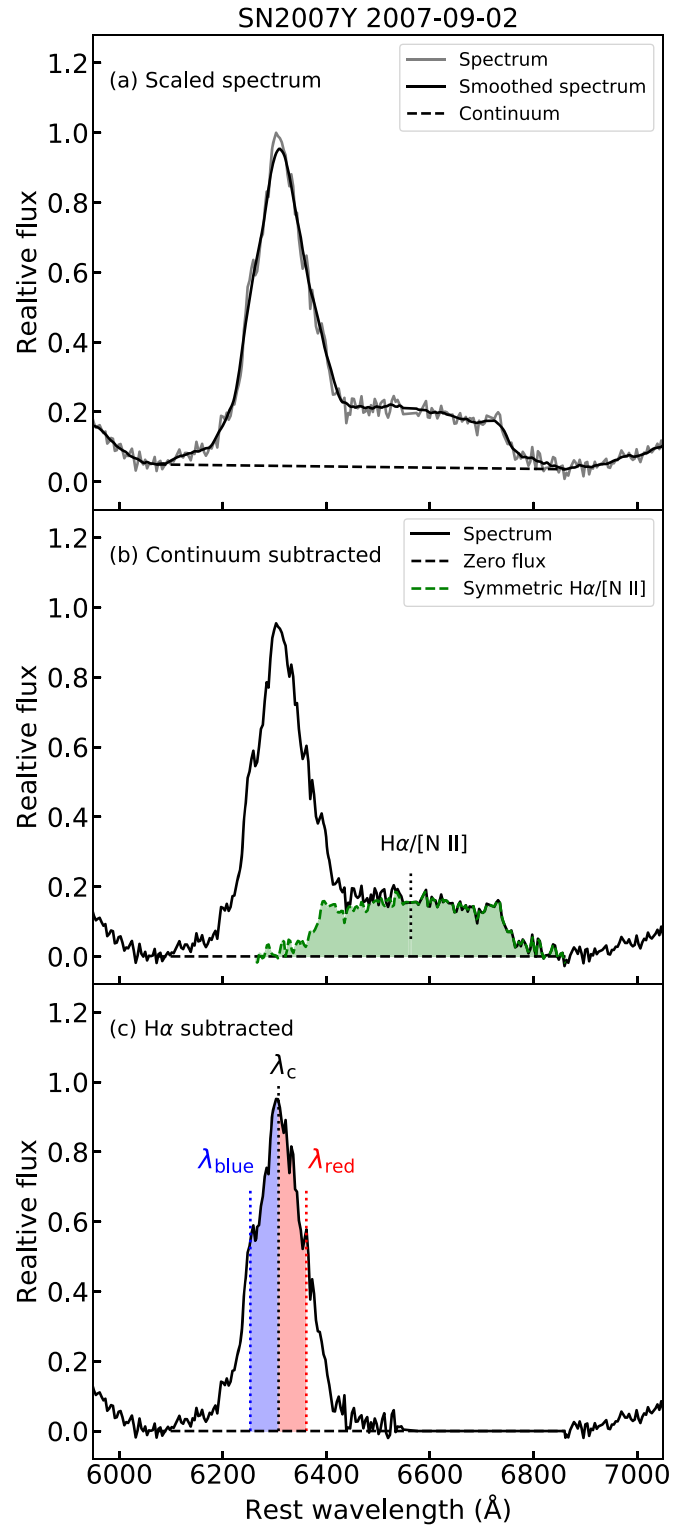 SN2007Y 2007-09-02
(a) Scaled spectrum
Spectrum
Smoothed spectrum
Continuum
1.2
1.0
0.8
0.6
0.4
0.2
0.0
Realtive flux
(b) Continuum subtracted
Spectrum
Zero flux
Symmetric Hα/[N II]
Hα/[N II]
1.2
1.0
0.8
0.6
0.4
0.2
0.0
Realtive flux
(c) Hα subtracted
λc
λblue
λred
1.2
1.0
0.8
0.6
0.4
0.2
0.0
Realtive flux
6000 6200 6400 6600 6800 7000
Rest wavelength (Å)